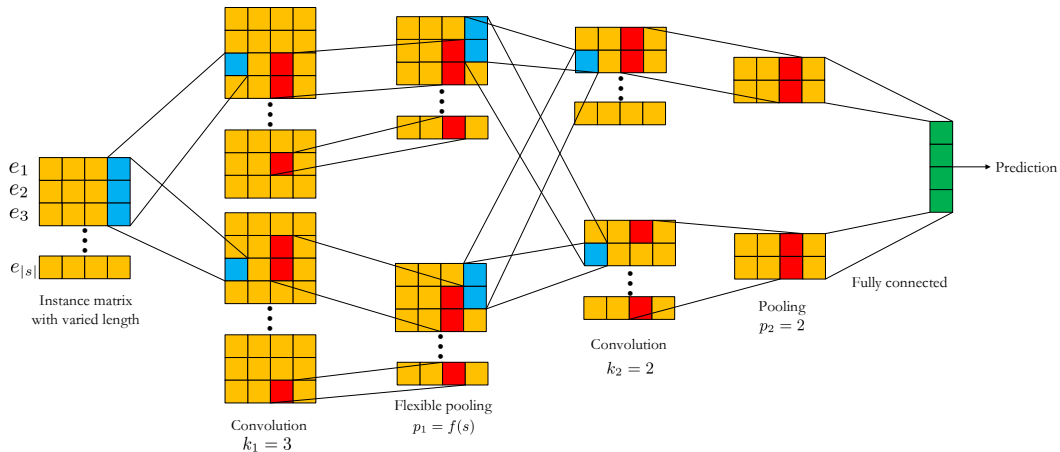 e1
e2
e3
e|s|
Instance matrix
with varied length
Convolution
k1 = 3
Flexible pooling
p1 = f(s)
Convolution
k2 = 2
Pooling
p2 = 2
Fully connected
Prediction